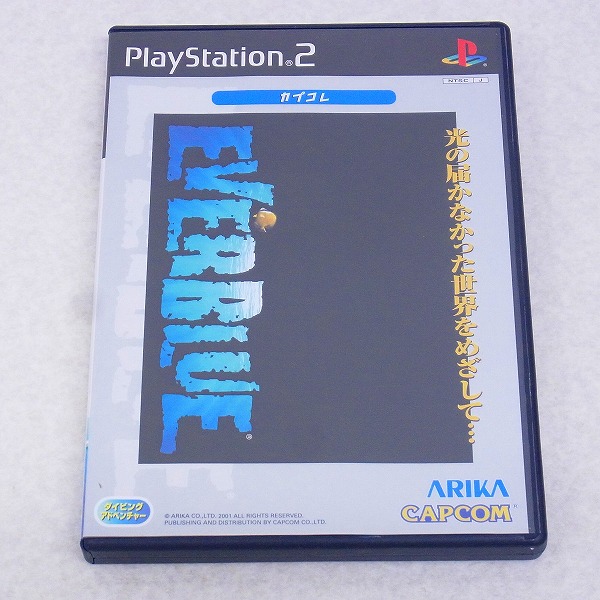 PlayStation®2
NTSC J
カプコレ
EVERBLUE®
光の届かなかった世界をめざして…
ダイビング
アドベンチャー
© ARIKA CO.,LTD. 2001 ALL RIGHTS RESERVED.
PUBLISHING AND DISTRIBUTION BY CAPCOM CO.,LTD.
ARIKA
CAPCOM®